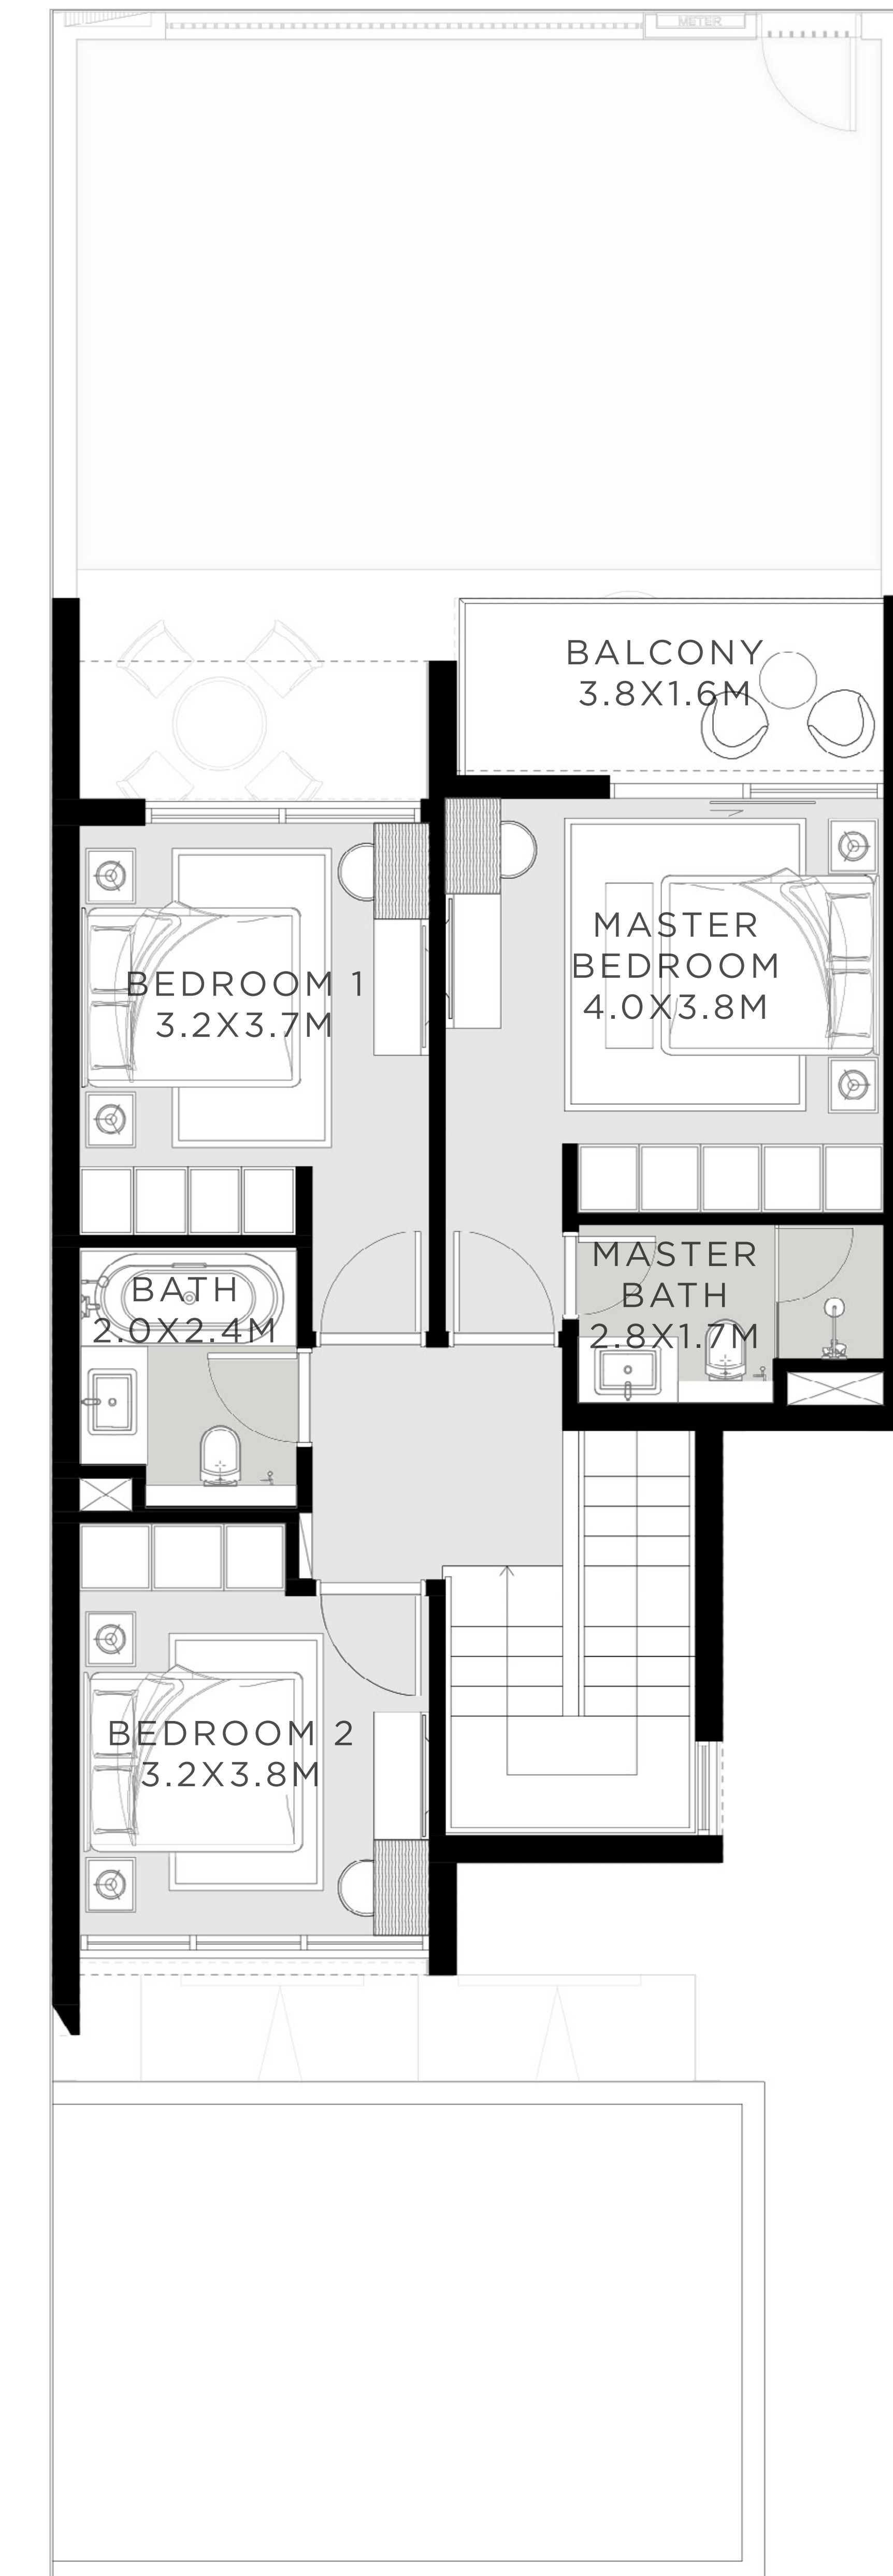 METER
BALCONY
3.8X1.6M
MASTER
BEDROOM
4.0X3.8M
BEDROOM 1
3.2X3.7M
MASTER
BATH
2.8X1.7M
BATH
2.0X2.4M
BEDROOM 2
3.2X3.8M